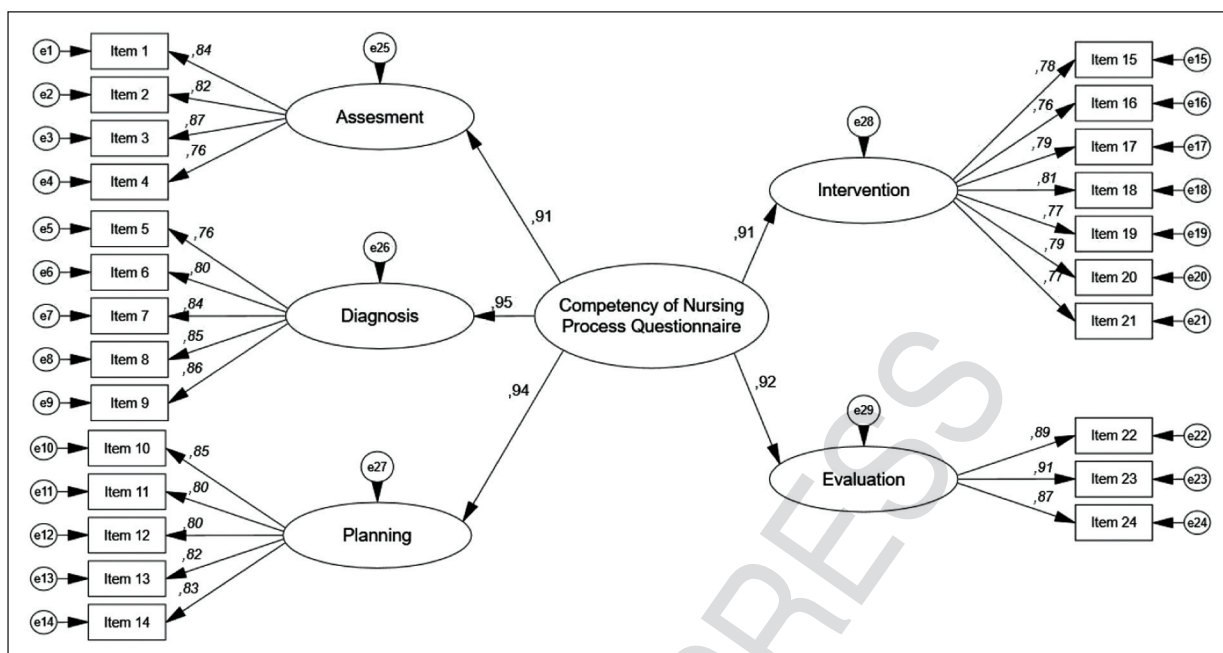 e1 Item 1 ,84
e2 Item 2 ,82
e3 Item 3 ,87
e4 Item 4 ,76
e25
Assesment
,91
e5 Item 5 ,76
e6 Item 6 ,80
e7 Item 7 ,84
e8 Item 8 ,85
e9 Item 9 ,86
e26
Diagnosis
,95
e10 Item 10 ,85
e11 Item 11 ,80
e12 Item 12 ,80
e13 Item 13 ,82
e14 Item 14 ,83
e27
Planning
,94
Competency of Nursing
Process Questionnaire
e28
Intervention
,91
,78 Item 15 e15
,76 Item 16 e16
,79 Item 17 e17
,81 Item 18 e18
,77 Item 19 e19
,79 Item 20 e20
,77 Item 21 e21
,92
e29
Evaluation
,89 Item 22 e22
,91 Item 23 e23
,87 Item 24 e24
PRESS